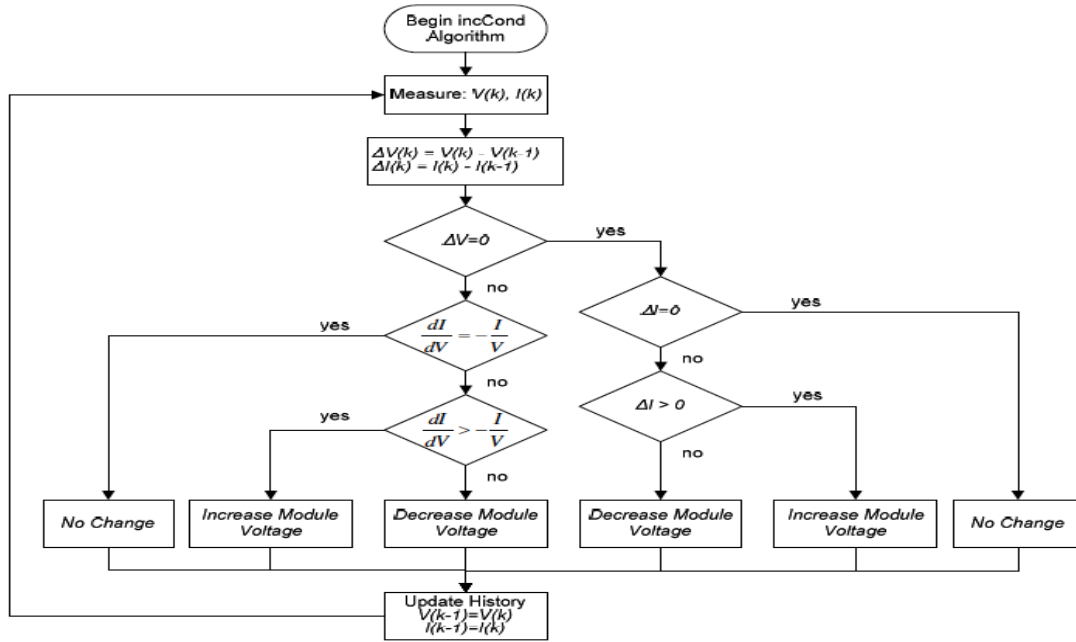 Begin incCond
Algorithm
Measure: V(k), I(k)
ΔV(k) = V(k) - V(k-1)
ΔI(k) = I(k) - I(k-1)
ΔV=0
yes
no
ΔI=0
yes
yes
dI/dV = -I/V
no
no
ΔI > 0
yes
yes
dI/dV > -I/V
no
no
No Change
Increase Module
Voltage
Decrease Module
Voltage
Decrease Module
Voltage
Increase Module
Voltage
No Change
Update History
V(k-1)=V(k)
I(k-1)=I(k)